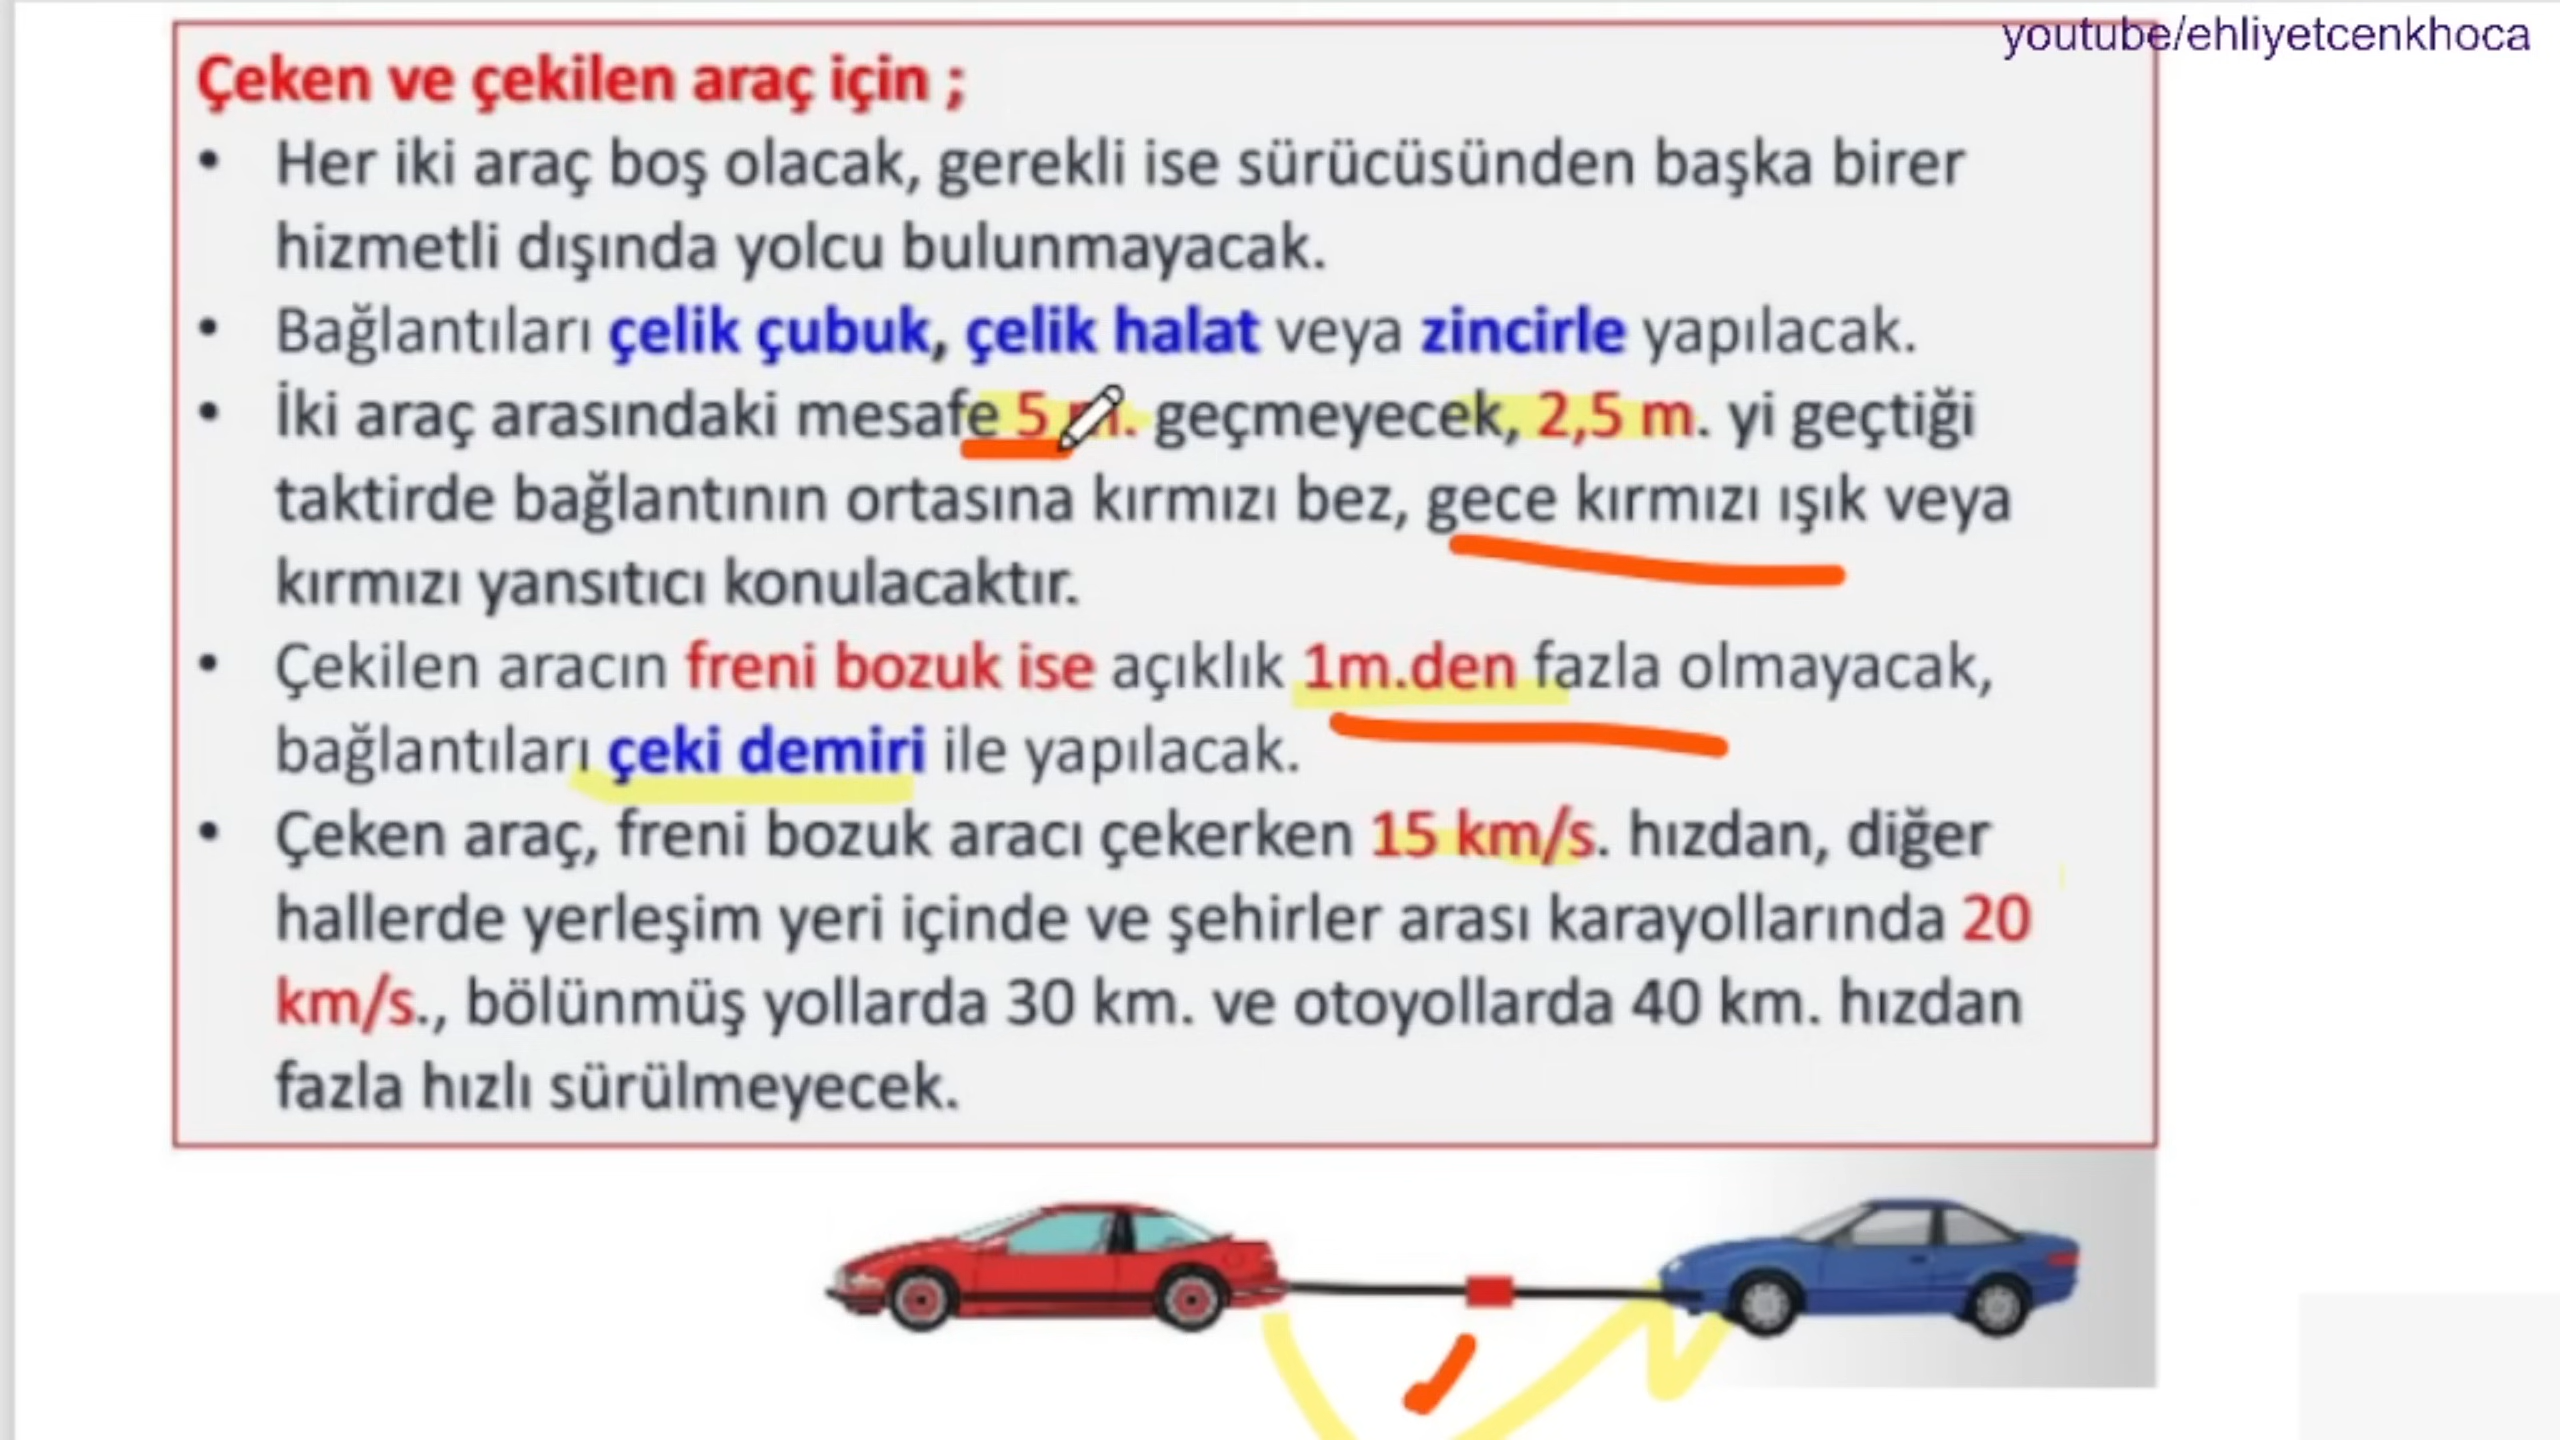 youtube/ehliyetcenkhoca
Çeken ve çekilen araç için ;
• Her iki araç boş olacak, gerekli ise sürücüsünden başka birer
hizmetli dışında yolcu bulunmayacak.
• Bağlantıları çelik çubuk, çelik halat veya zincirle yapılacak.
• İki araç arasındaki mesafe 5 m. geçmeyecek, 2,5 m. yi geçtiği
taktirde bağlantının ortasına kırmızı bez, gece kırmızı ışık veya
kırmızı yansıtıcı konulacaktır.
• Çekilen aracın freni bozuk ise açıklık 1m.den fazla olmayacak,
bağlantıları çeki demiri ile yapılacak.
• Çeken araç, freni bozuk aracı çekerken 15 km/s. hızdan, diğer
hallerde yerleşim yeri içinde ve şehirler arası karayollarında 20
km/s., bölünmüş yollarda 30 km. ve otoyollarda 40 km. hızdan
fazla hızlı sürülmeyecek.